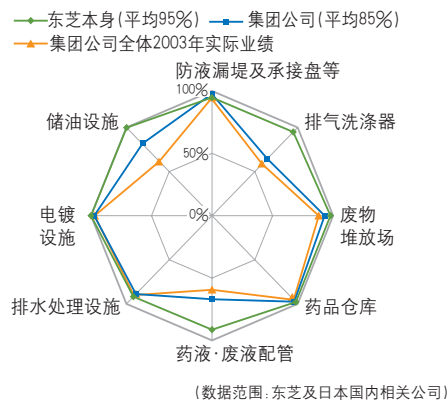 东芝本身(平均95%) 集团公司(平均85%)
集团公司全体2003年实际业绩
防液漏堤及承接盘等
100%
储油设施 排气洗涤器
50%
电镀
设施
0%
废物
堆放场
排水处理设施 药品仓库
药液·废液配管
(数据范围:东芝及日本国内相关公司)